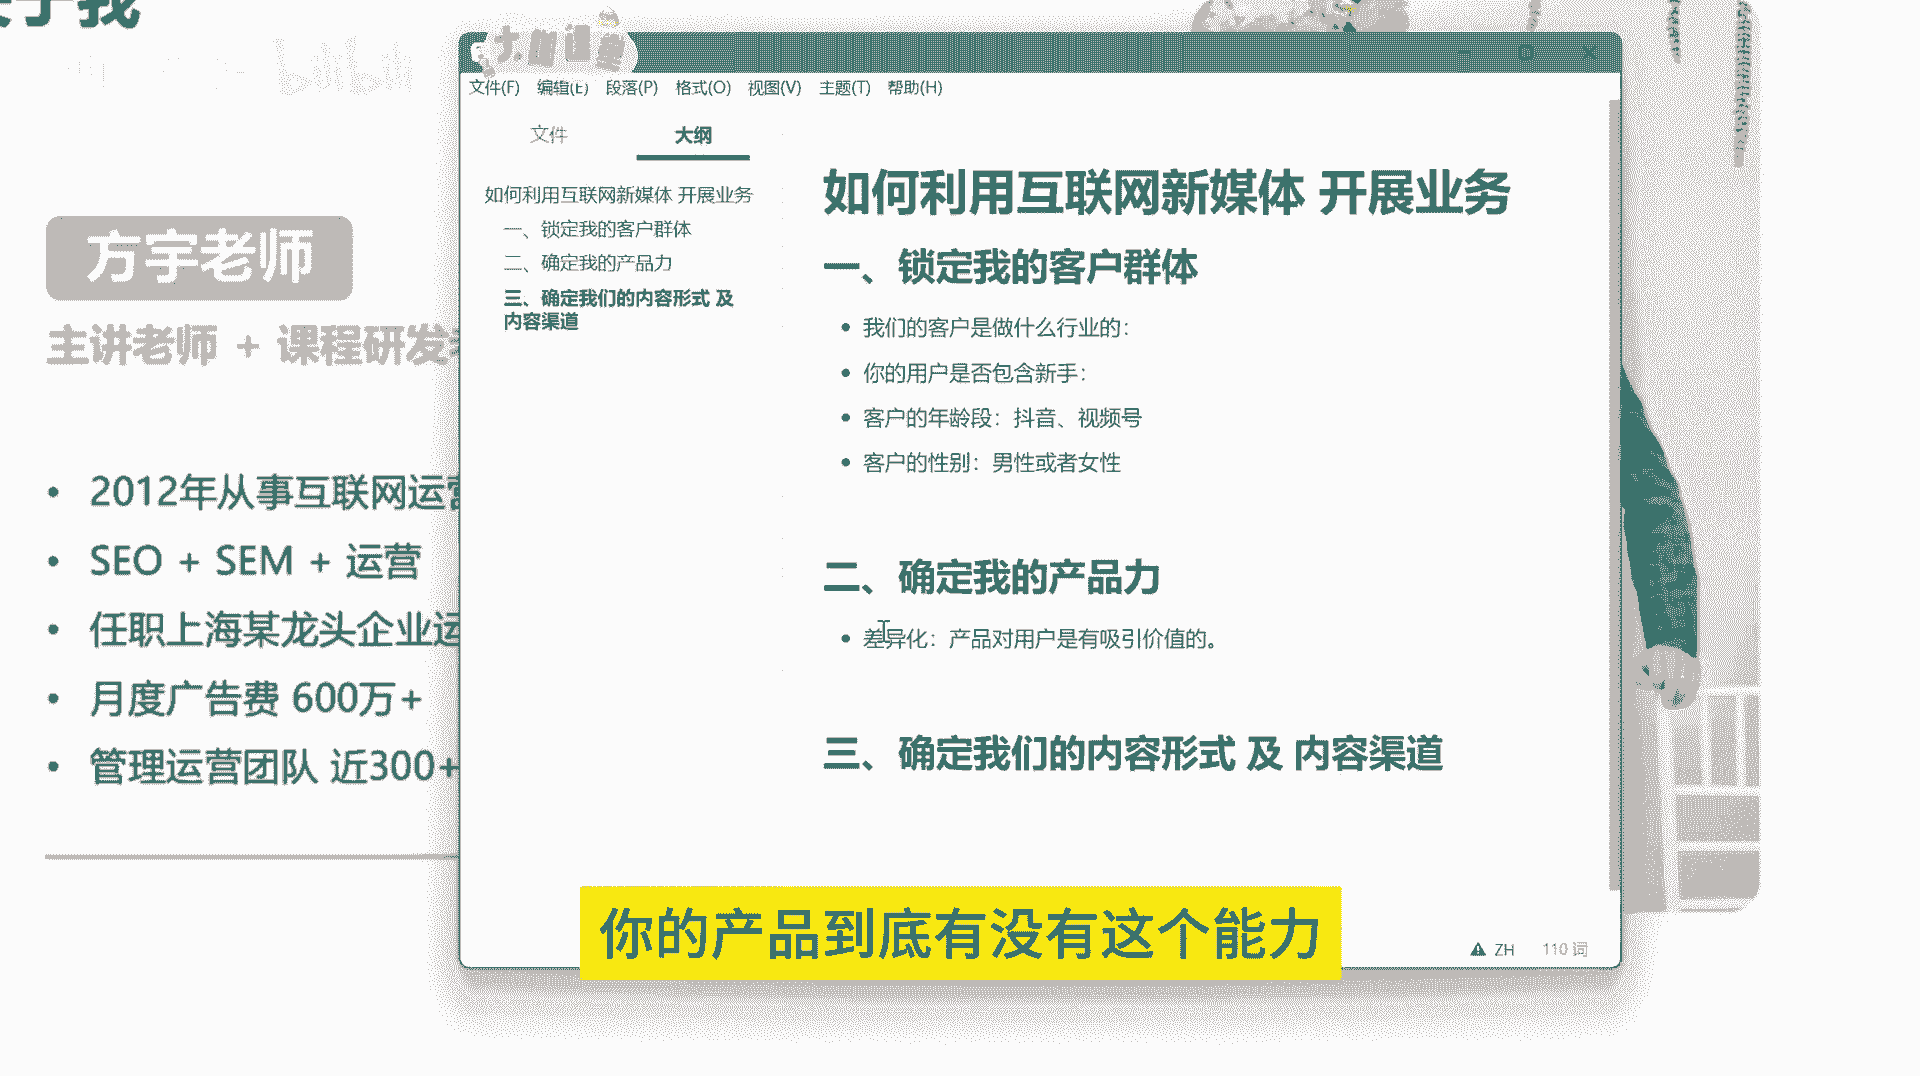 关于我
bilibili
方宇老师
主讲老师 + 课程研发
2012年从事互联网运营
SEO + SEM + 运营
任职上海某龙头企业运
月度广告费 600万+
管理运营团队 近300+
大鹏课堂
文件(F) 编辑(E) 段落(P) 格式(O) 视图(V) 主题(T) 帮助(H)
文件 大纲
如何利用互联网新媒体 开展业务
一、锁定我的客户群体
二、确定我的产品力
三、确定我们的内容形式 及
内容渠道
如何利用互联网新媒体 开展业务
一、锁定我的客户群体
我们的客户是做什么行业的：
你的用户是否包含新手：
客户的年龄段：抖音、视频号
客户的性别：男性或者女性
二、确定我的产品力
差异化：产品对用户是有吸引价值的。
三、确定我们的内容形式 及 内容渠道
ZH 110 词
你的产品到底有没有这个能力